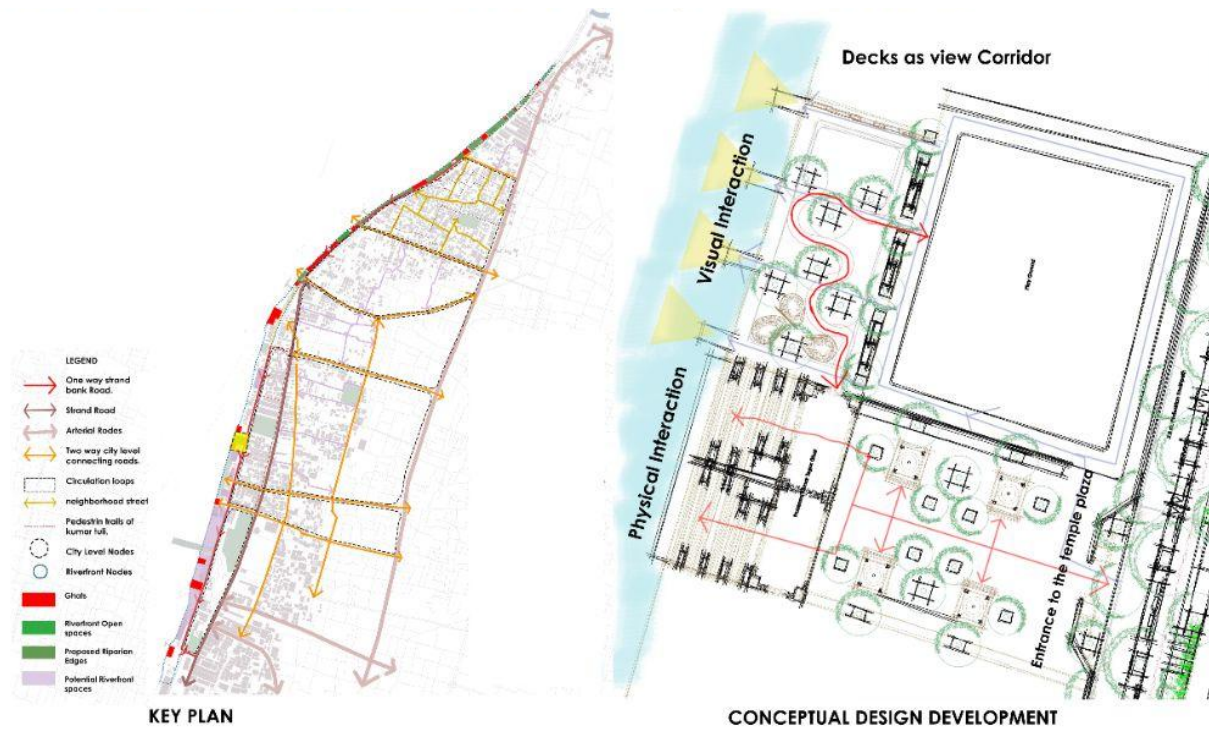 LEGEND
One way strand
bank Road.
Strand Road
Arterial Rodes
Two way city level
connecting roads.
Circulation loops
neighborhood street
Pedestrin trails of
kumar tuli.
City Level Nodes
Riverfront Nodes
Ghats
Riverfront Open
spaces
Proposed Riparian
Edges
Potential Riverfront
spaces
KEY PLAN
Decks as view Corridor
Visual Interaction
Physical Interaction
Play Ground
Entrance to the temple plaza
CONCEPTUAL DESIGN DEVELOPMENT